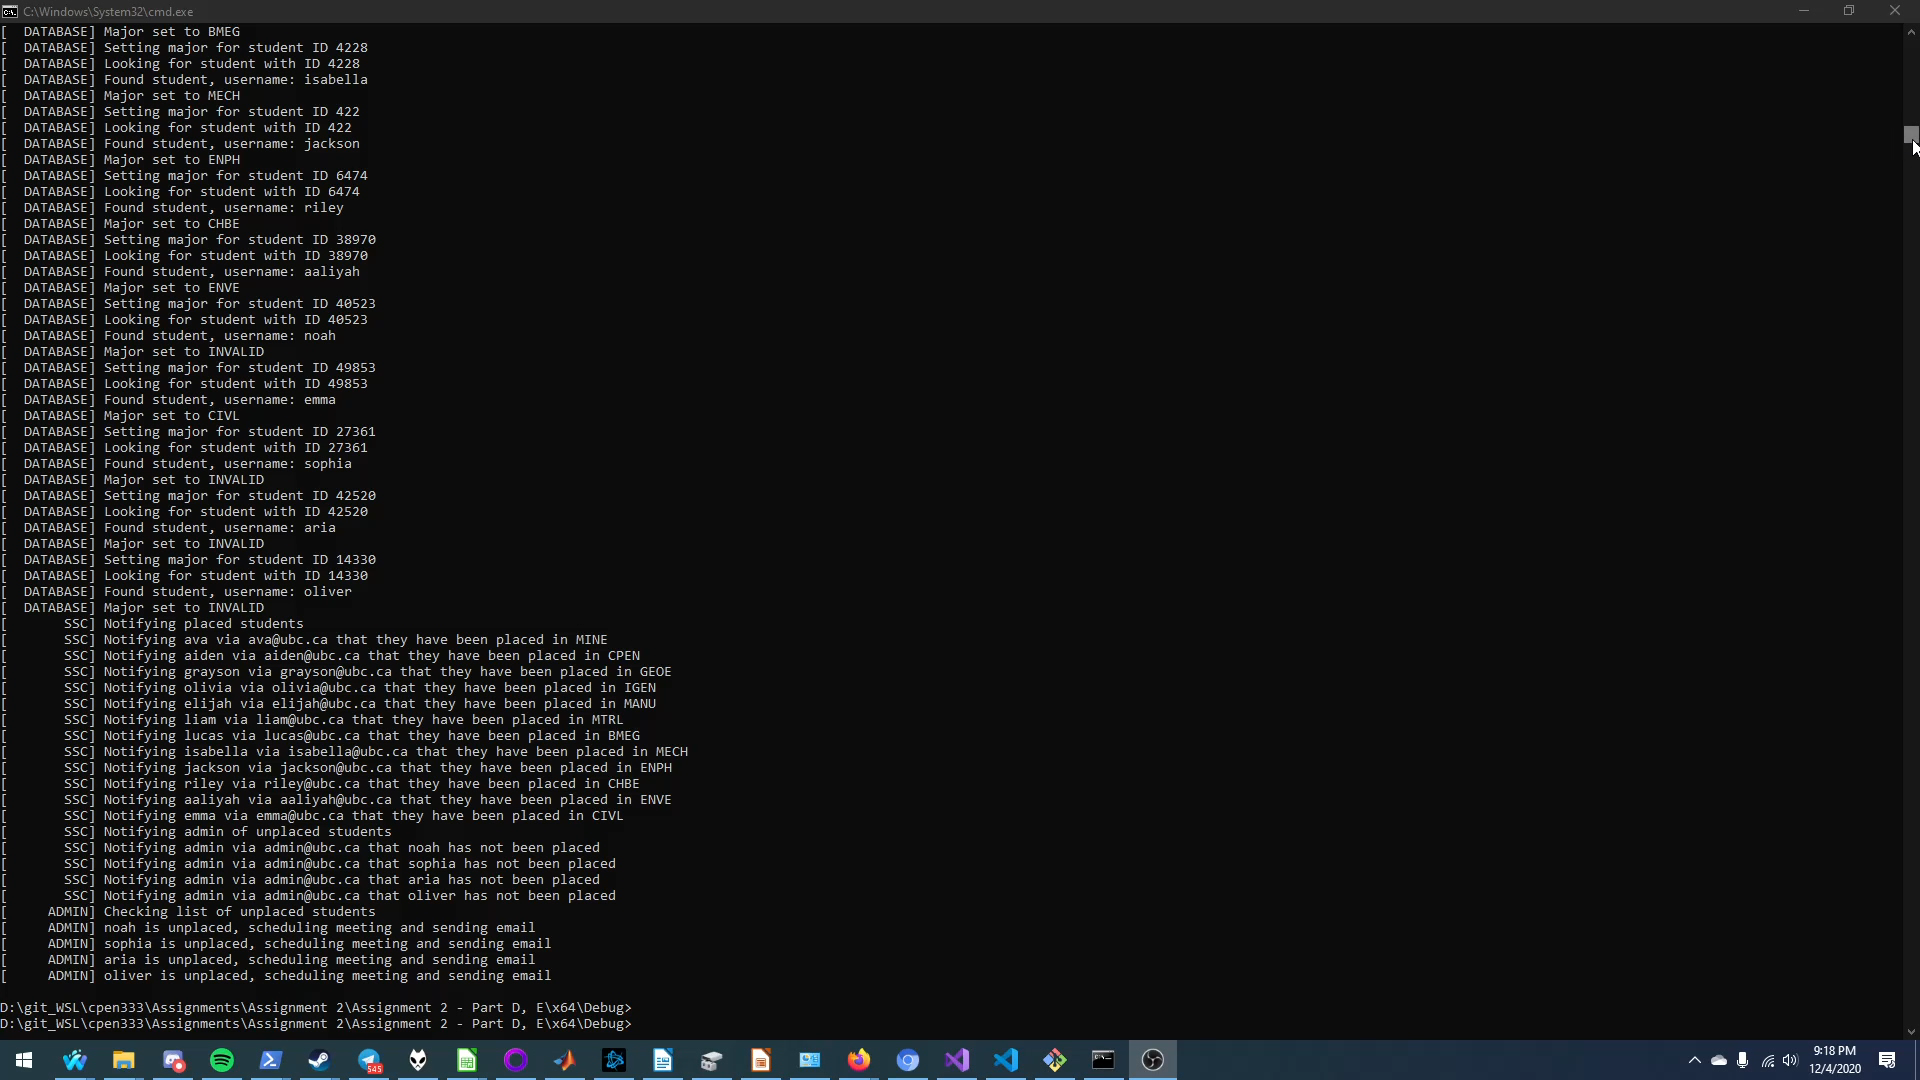 C:\Windows\System32\cmd.exe
[  DATABASE] Major set to BMEG
[  DATABASE] Setting major for student ID 4228
[  DATABASE] Looking for student with ID 4228
[  DATABASE] Found student, username: isabella
[  DATABASE] Major set to MECH
[  DATABASE] Setting major for student ID 422
[  DATABASE] Looking for student with ID 422
[  DATABASE] Found student, username: jackson
[  DATABASE] Major set to ENPH
[  DATABASE] Setting major for student ID 6474
[  DATABASE] Looking for student with ID 6474
[  DATABASE] Found student, username: riley
[  DATABASE] Major set to CHBE
[  DATABASE] Setting major for student ID 38970
[  DATABASE] Looking for student with ID 38970
[  DATABASE] Found student, username: aaliyah
[  DATABASE] Major set to ENVE
[  DATABASE] Setting major for student ID 40523
[  DATABASE] Looking for student with ID 40523
[  DATABASE] Found student, username: noah
[  DATABASE] Major set to INVALID
[  DATABASE] Setting major for student ID 49853
[  DATABASE] Looking for student with ID 49853
[  DATABASE] Found student, username: emma
[  DATABASE] Major set to CIVL
[  DATABASE] Setting major for student ID 27361
[  DATABASE] Looking for student with ID 27361
[  DATABASE] Found student, username: sophia
[  DATABASE] Major set to INVALID
[  DATABASE] Setting major for student ID 42520
[  DATABASE] Looking for student with ID 42520
[  DATABASE] Found student, username: aria
[  DATABASE] Major set to INVALID
[  DATABASE] Setting major for student ID 14330
[  DATABASE] Looking for student with ID 14330
[  DATABASE] Found student, username: oliver
[  DATABASE] Major set to INVALID
[       SSC] Notifying placed students
[       SSC] Notifying ava via ava@ubc.ca that they have been placed in MINE
[       SSC] Notifying aiden via aiden@ubc.ca that they have been placed in CPEN
[       SSC] Notifying grayson via grayson@ubc.ca that they have been placed in GEOE
[       SSC] Notifying olivia via olivia@ubc.ca that they have been placed in IGEN
[       SSC] Notifying elijah via elijah@ubc.ca that they have been placed in MANU
[       SSC] Notifying liam via liam@ubc.ca that they have been placed in MTRL
[       SSC] Notifying lucas via lucas@ubc.ca that they have been placed in BMEG
[       SSC] Notifying isabella via isabella@ubc.ca that they have been placed in MECH
[       SSC] Notifying jackson via jackson@ubc.ca that they have been placed in ENPH
[       SSC] Notifying riley via riley@ubc.ca that they have been placed in CHBE
[       SSC] Notifying aaliyah via aaliyah@ubc.ca that they have been placed in ENVE
[       SSC] Notifying emma via emma@ubc.ca that they have been placed in CIVL
[       SSC] Notifying admin of unplaced students
[       SSC] Notifying admin via admin@ubc.ca that noah has not been placed
[       SSC] Notifying admin via admin@ubc.ca that sophia has not been placed
[       SSC] Notifying admin via admin@ubc.ca that aria has not been placed
[       SSC] Notifying admin via admin@ubc.ca that oliver has not been placed
[     ADMIN] Checking list of unplaced students
[     ADMIN] noah is unplaced, scheduling meeting and sending email
[     ADMIN] sophia is unplaced, scheduling meeting and sending email
[     ADMIN] aria is unplaced, scheduling meeting and sending email
[     ADMIN] oliver is unplaced, scheduling meeting and sending email
D:\git_WSL\cpen333\Assignments\Assignment 2\Assignment 2 - Part D, E\x64\Debug>
D:\git_WSL\cpen333\Assignments\Assignment 2\Assignment 2 - Part D, E\x64\Debug>
545
9:18 PM
12/4/2020